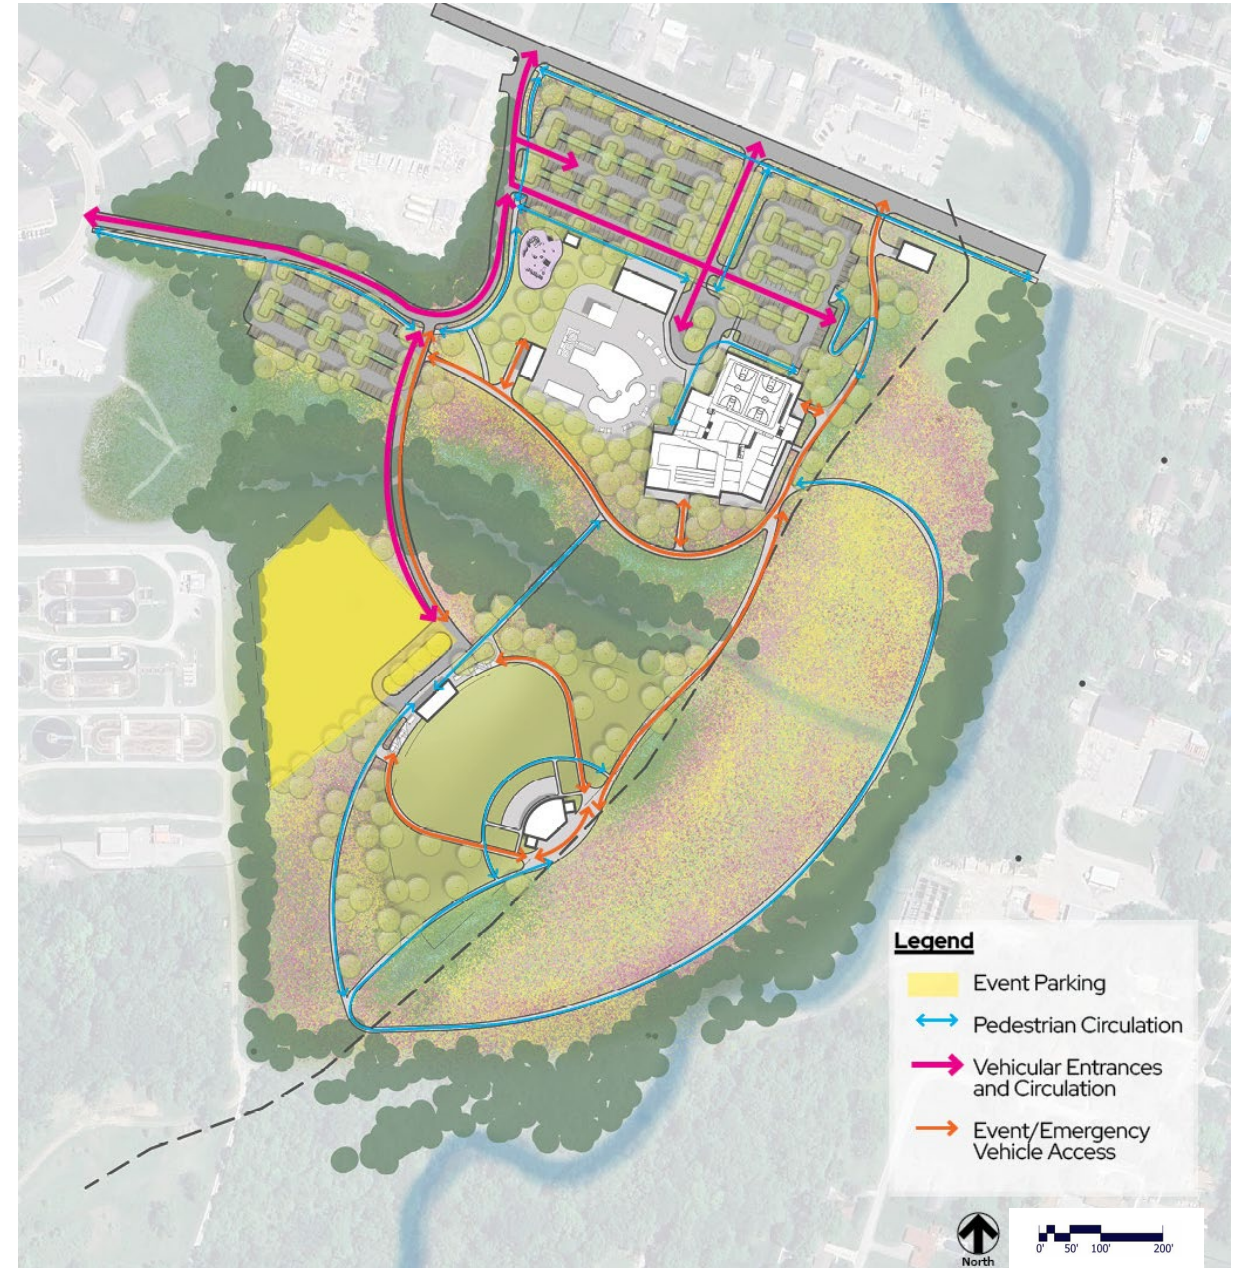 Legend
Event Parking
Pedestrian Circulation
Vehicular Entrances
and Circulation
Event/Emergency
Vehicle Access
North
0' 50' 100' 200'